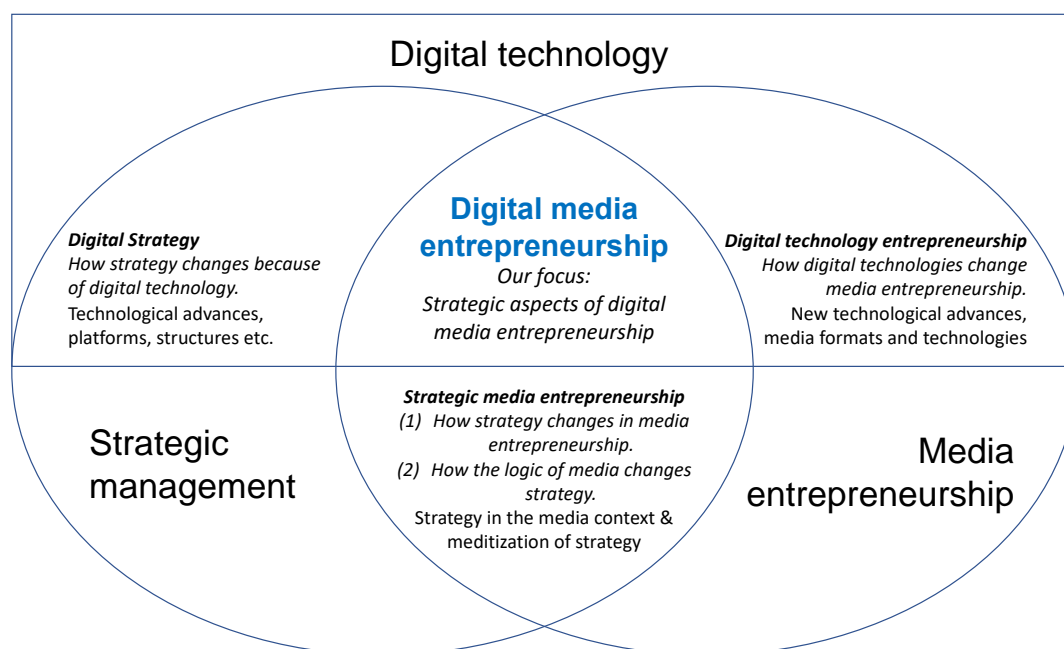 Digital technology
Digital media
entrepreneurship
Our focus:
Strategic aspects of digital
media entrepreneurship
Digital Strategy
How strategy changes because
of digital technology.
Technological advances,
platforms, structures etc.
Digital technology entrepreneurship
How digital technologies change
media entrepreneurship.
New technological advances,
media formats and technologies
Strategic media entrepreneurship
(1) How strategy changes in media
entrepreneurship.
(2) How the logic of media changes
strategy.
Strategy in the media context &
meditization of strategy
Strategic
management
Media
entrepreneurship